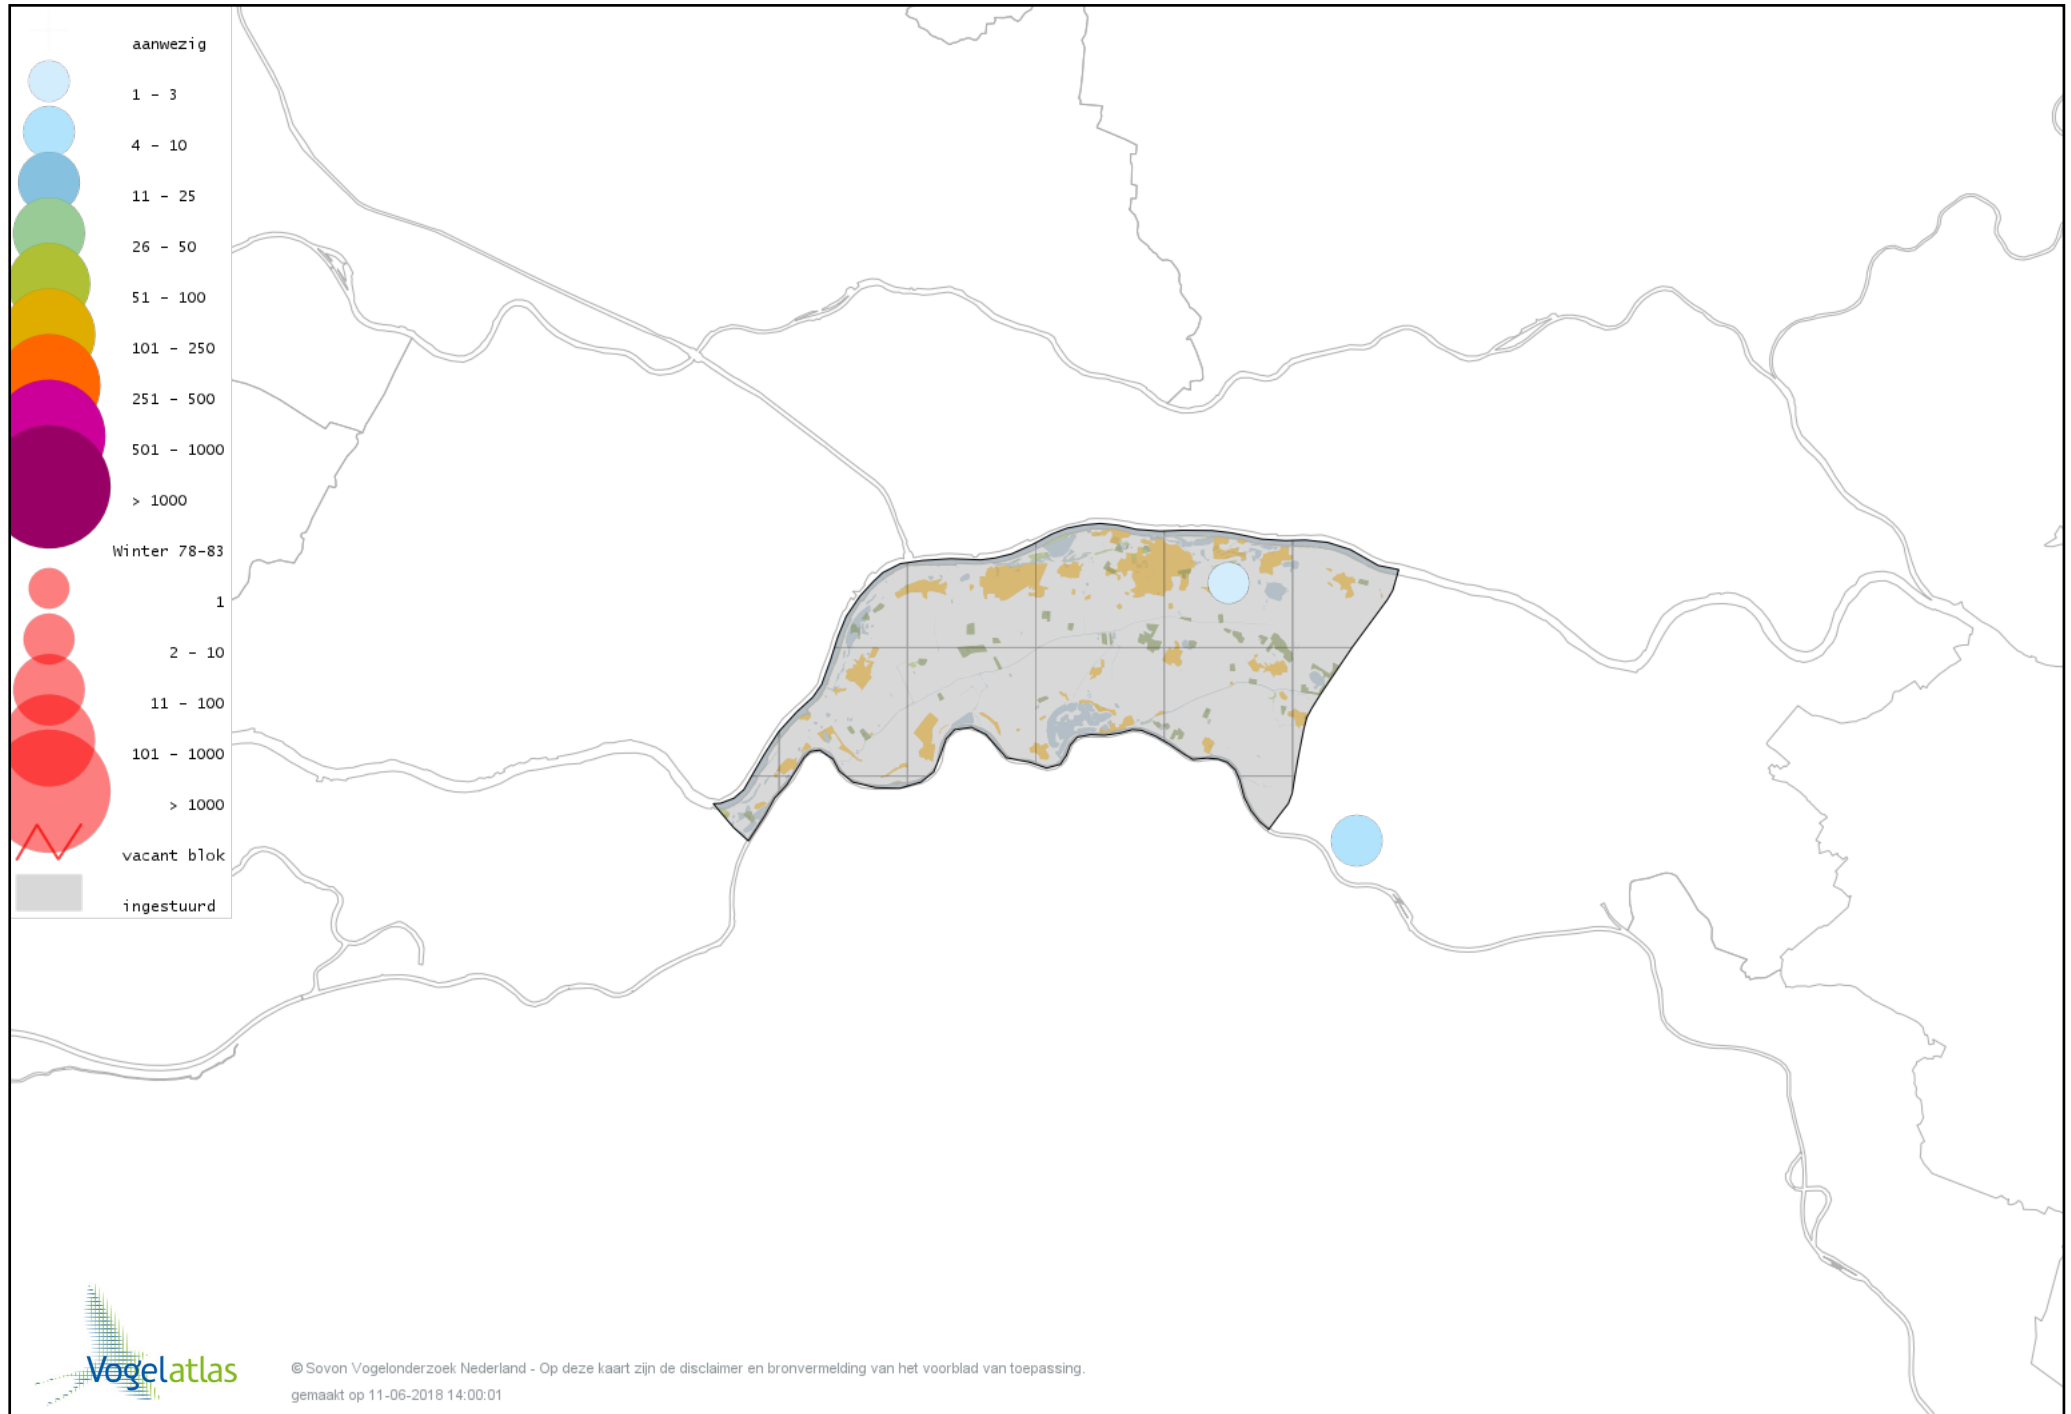 aanwezig
1 - 3
4 - 10
11 - 25
26 - 50
51 - 100
101 - 250
251 - 500
501 - 1000
> 1000
Winter 78-83
1
2 - 10
11 - 100
101 - 1000
> 1000
vacant blok
ingestuurd
Vogelatlas
© Sovon Vogelonderzoek Nederland - Op deze kaart zijn de disclaimer en bronvermelding van het voorblad van toepassing.
gemaakt op 11-06-2018 14:00:01